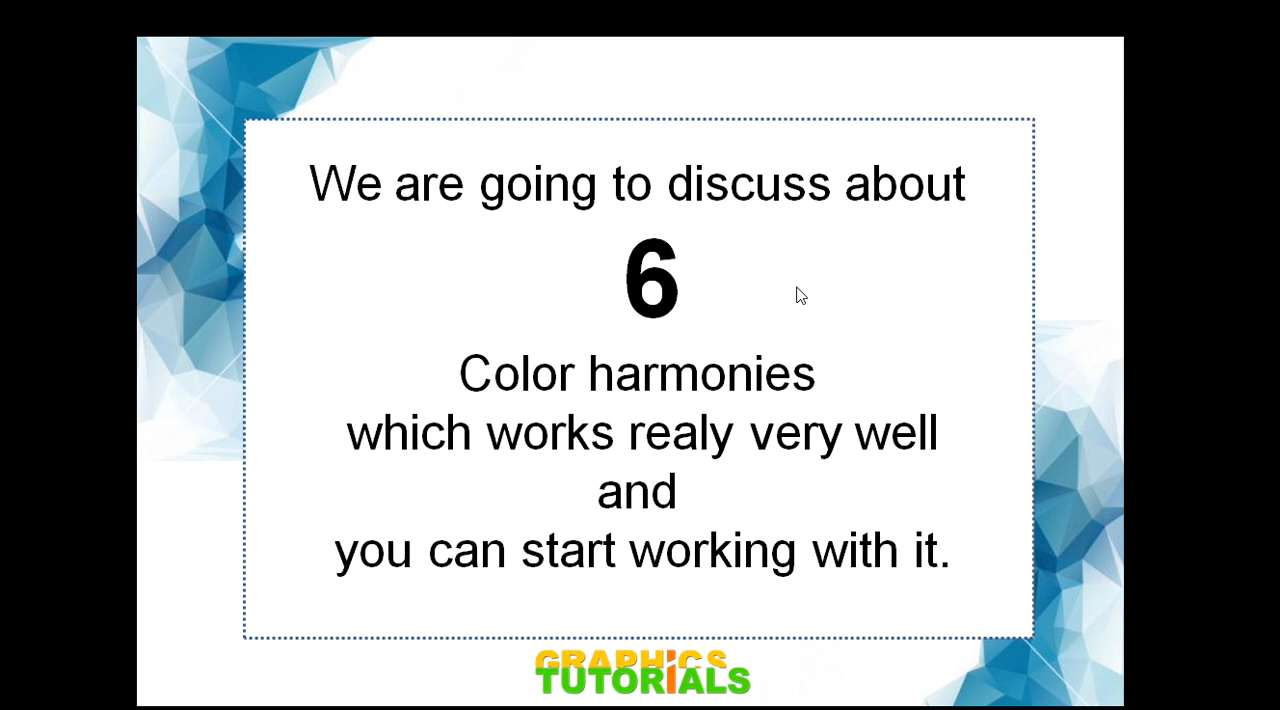 We are going to discuss about
6
Color harmonies
which works realy very well
and
you can start working with it.
GRAPHiCS
TUTORiALS